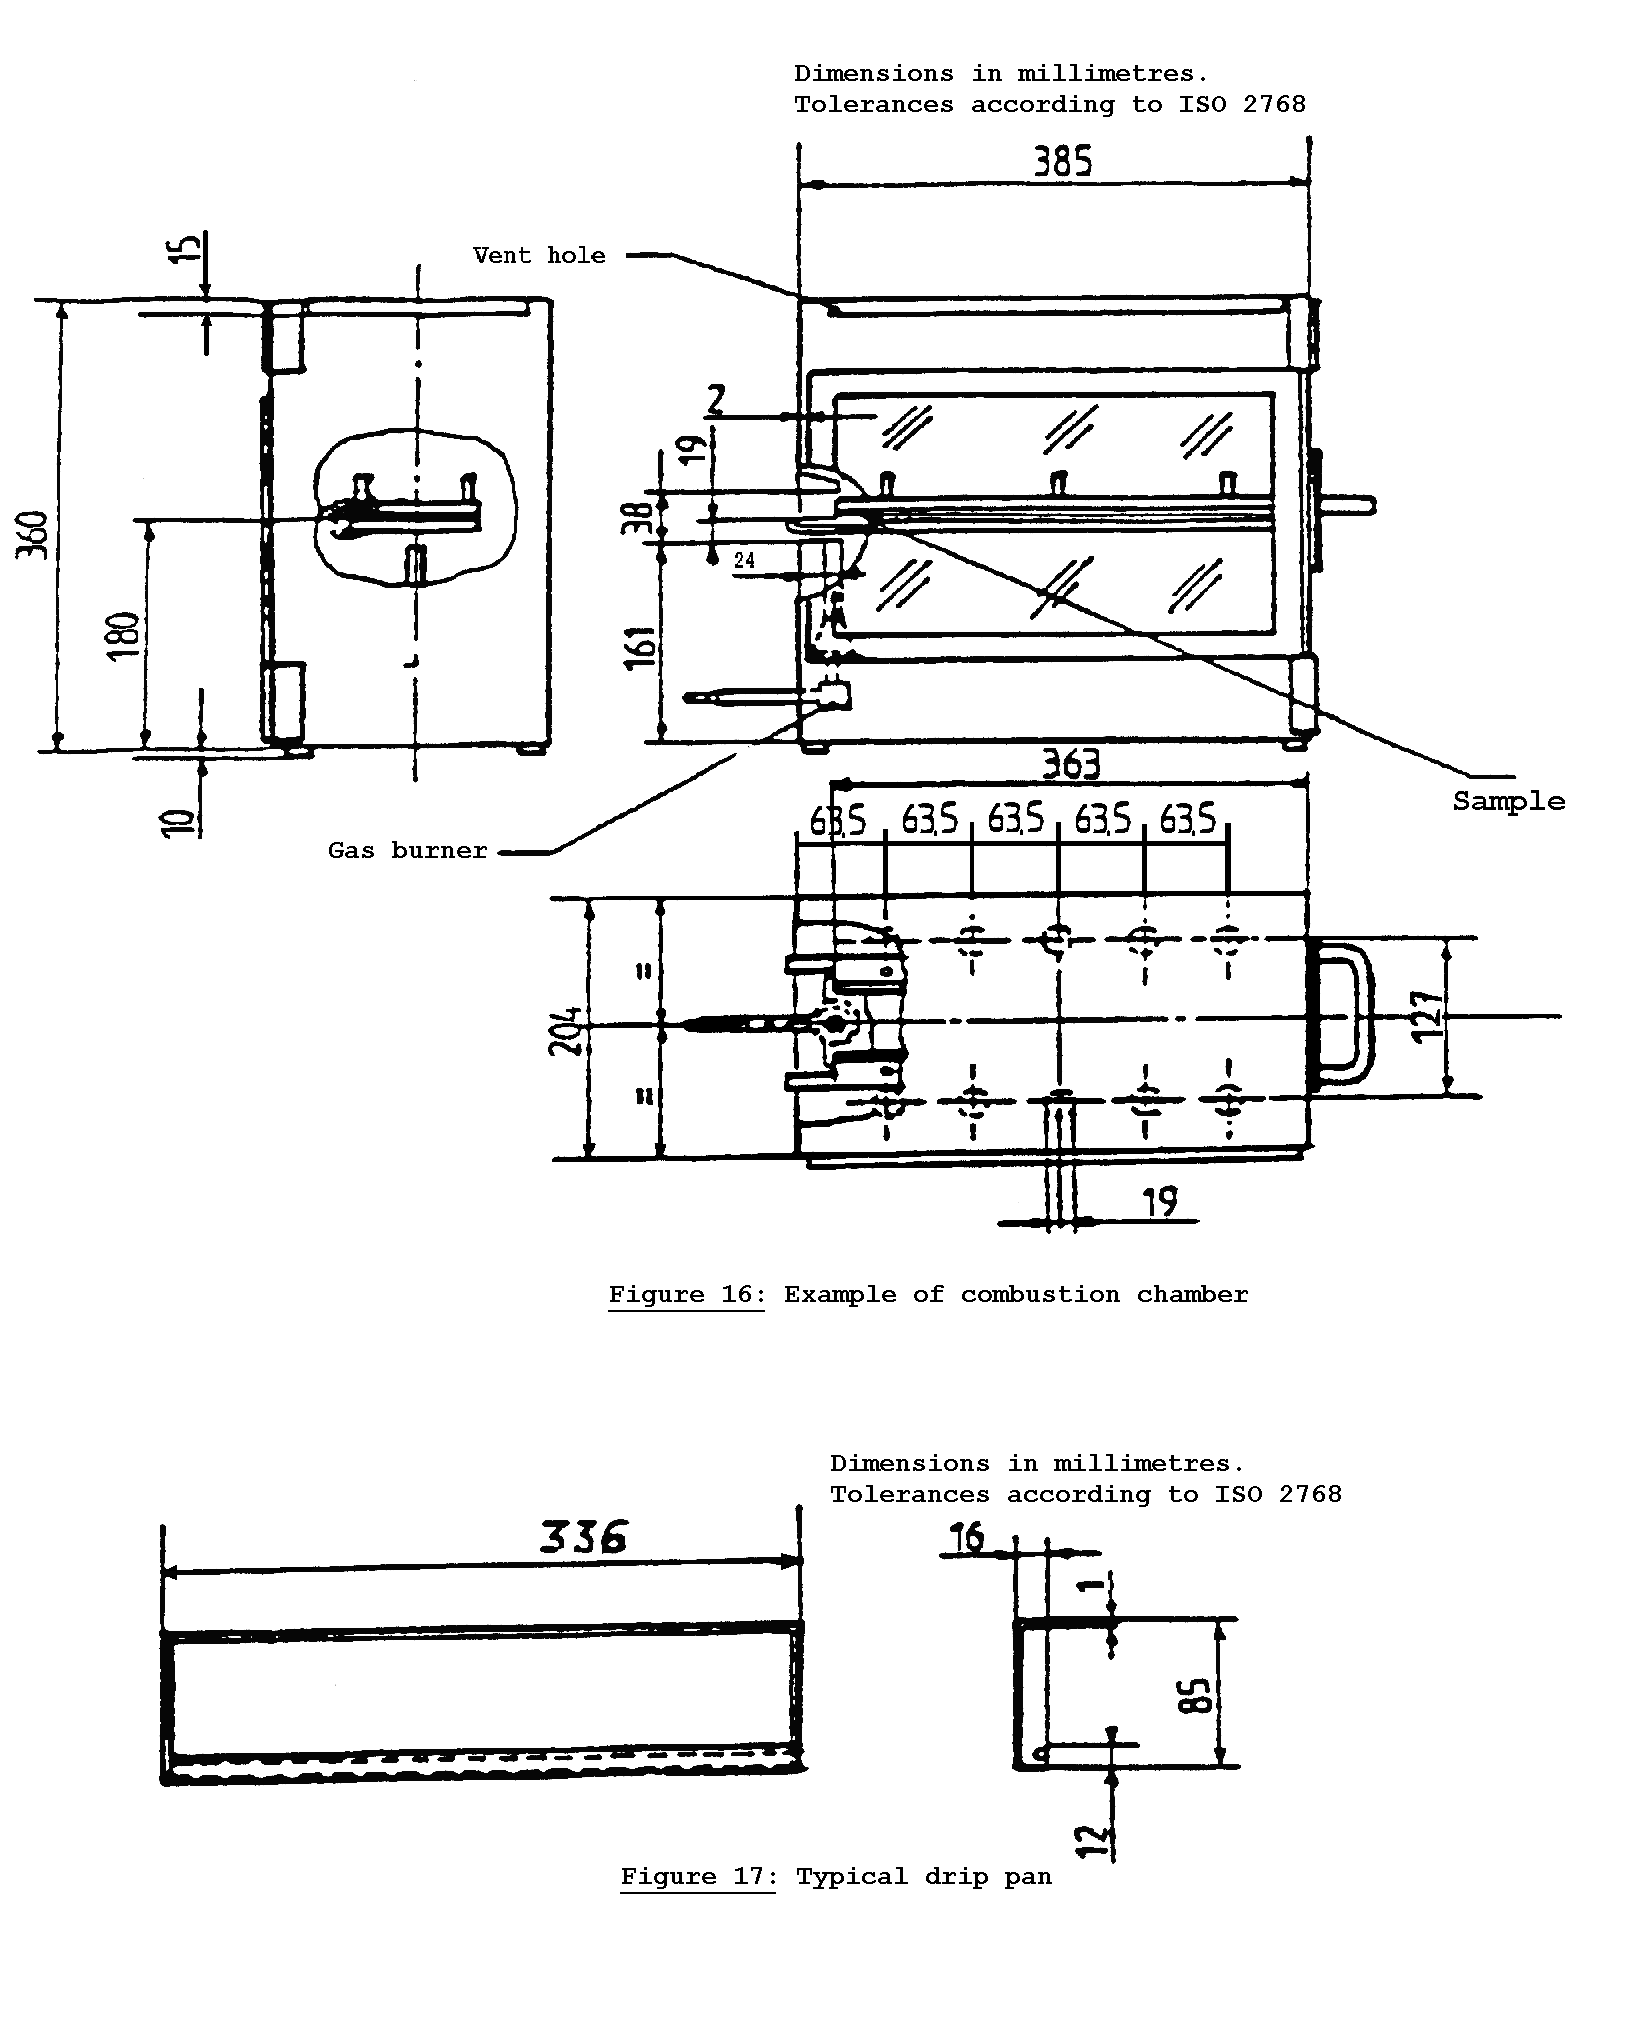 Dimensions in millimetres.
Tolerances according to ISO 2768
385
15
Vent hole
2
19
38
360
24
180
161
363
Sample
10
63,5 63,5 63,5 63,5 63,5
Gas burner
=
204
127
=
19
Figure 16: Example of combustion chamber
Dimensions in millimetres.
Tolerances according to ISO 2768
336
16
1
85
12
Figure 17: Typical drip pan